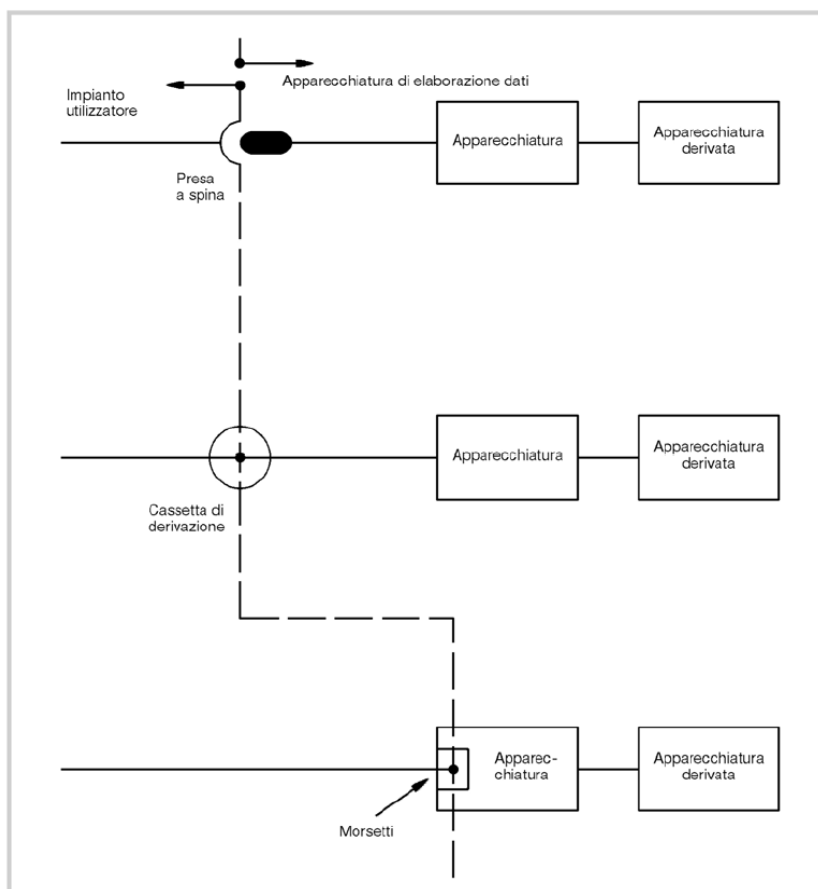 Apparecchiatura di elaborazione dati
Impianto
utilizzatore
Apparecchiatura
Apparecchiatura
derivata
Presa
a spina
Apparecchiatura
Apparecchiatura
derivata
Cassetta di
derivazione
Apparec-
chiatura
Apparecchiatura
derivata
Morsetti